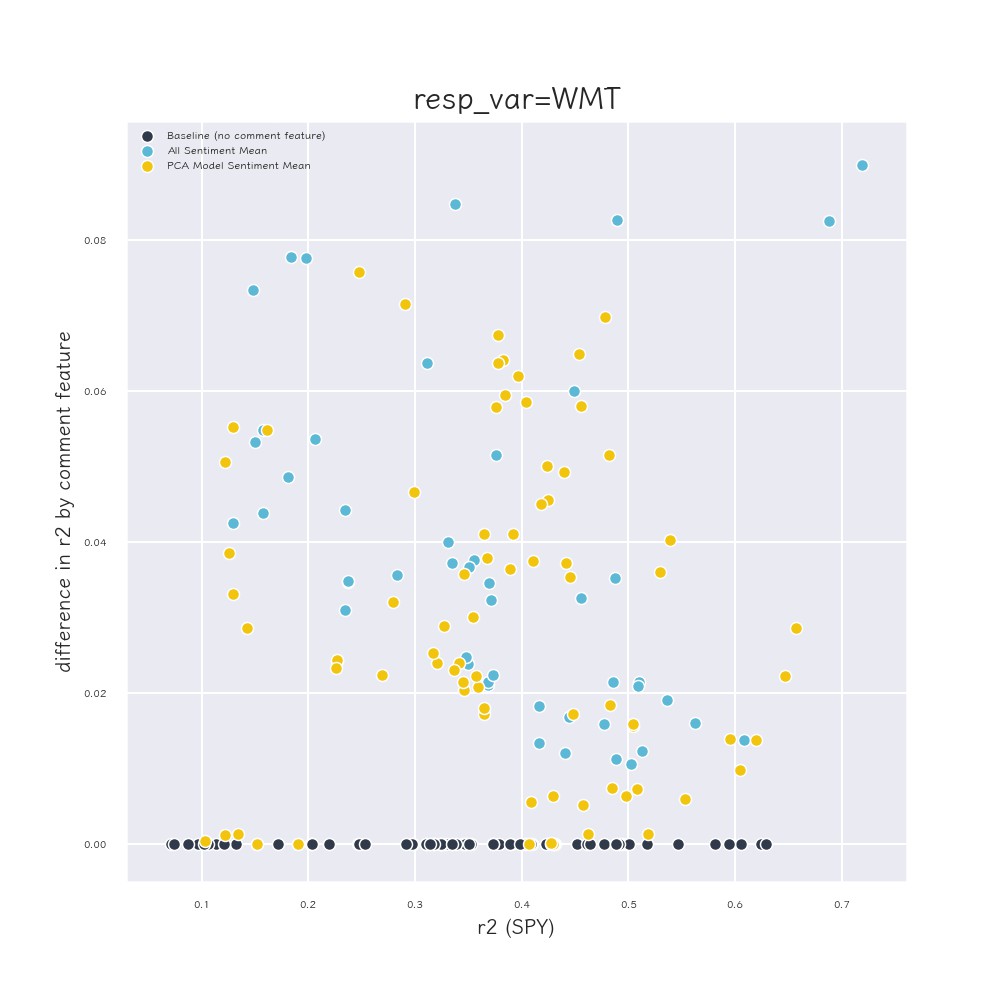 resp_var=WMT
Baseline (no comment feature)
All Sentiment Mean
PCA Model Sentiment Mean
difference in r2 by comment feature
0.08
0.06
0.04
0.02
0.00
0.1 0.2 0.3 0.4 0.5 0.6 0.7
r2 (SPY)